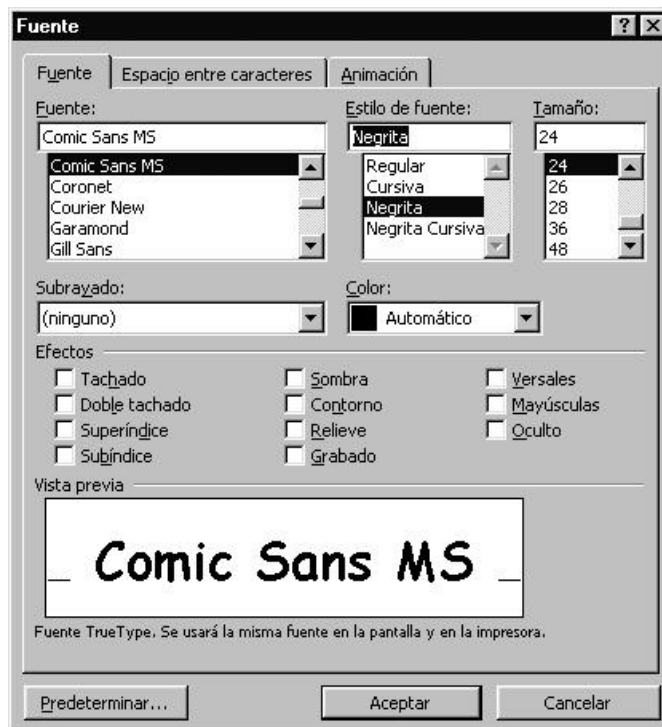 Fuente
Fuente Espacio entre caracteres Animación
Fuente: Estilo de fuente: Tamaño:
Comic Sans MS Negrita 24
Comic Sans MS Regular 24
Coronet Cursiva 26
Courier New Negrita 28
Garamond Negrita Cursiva 36
Gill Sans 48
Subrayado: Color:
(ninguno) Automático
Efectos
Tachado Sombra Versales
Doble tachado Contorno Mayúsculas
Superíndice Relieve Oculto
Subíndice Grabado
Vista previa
Comic Sans MS
Fuente TrueType. Se usará la misma fuente en la pantalla y en la impresora.
Predeterminar... Aceptar Cancelar